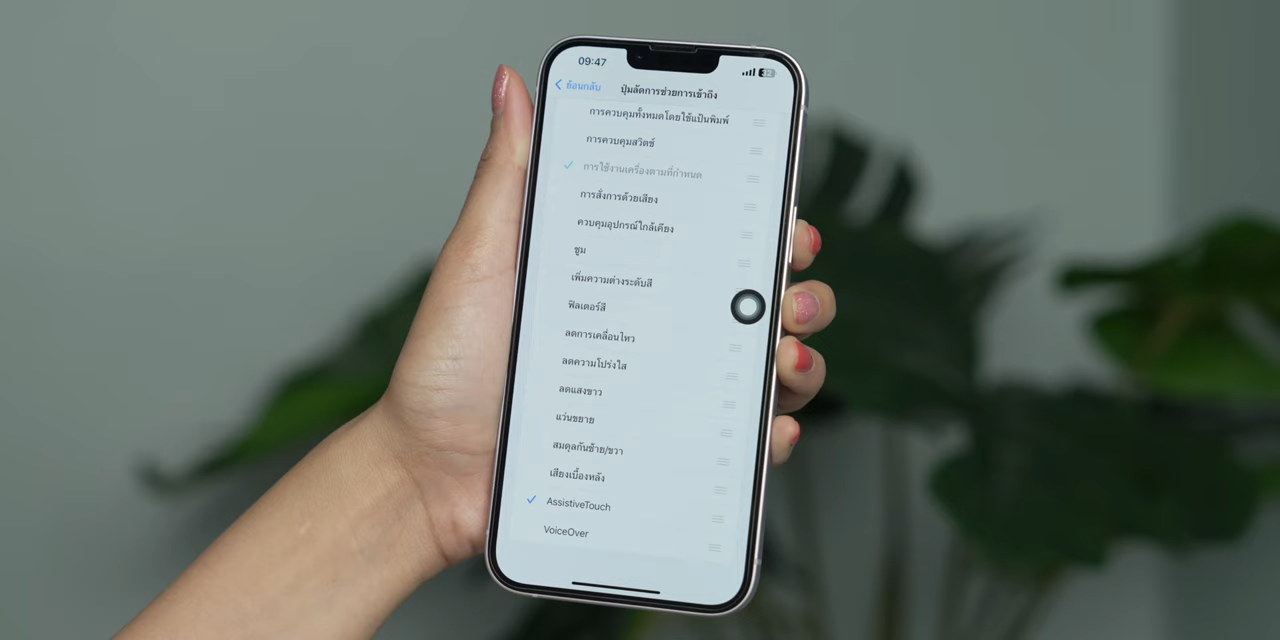 09:47
32
ย้อนกลับ
ปุ่มลัดการช่วยการเข้าถึง
การควบคุมทั้งหมดโดยใช้แป้นพิมพ์
การควบคุมสวิตช์
การใช้งานเครื่องตามที่กำหนด
การสั่งการด้วยเสียง
ควบคุมอุปกรณ์ใกล้เคียง
ซูม
เพิ่มความต่างระดับสี
ฟิลเตอร์สี
ลดการเคลื่อนไหว
ลดความโปร่งใส
ลดแสงขาว
แว่นขยาย
สมดุลกันซ้าย/ขวา
เสียงเบื้องหลัง
AssistiveTouch
VoiceOver